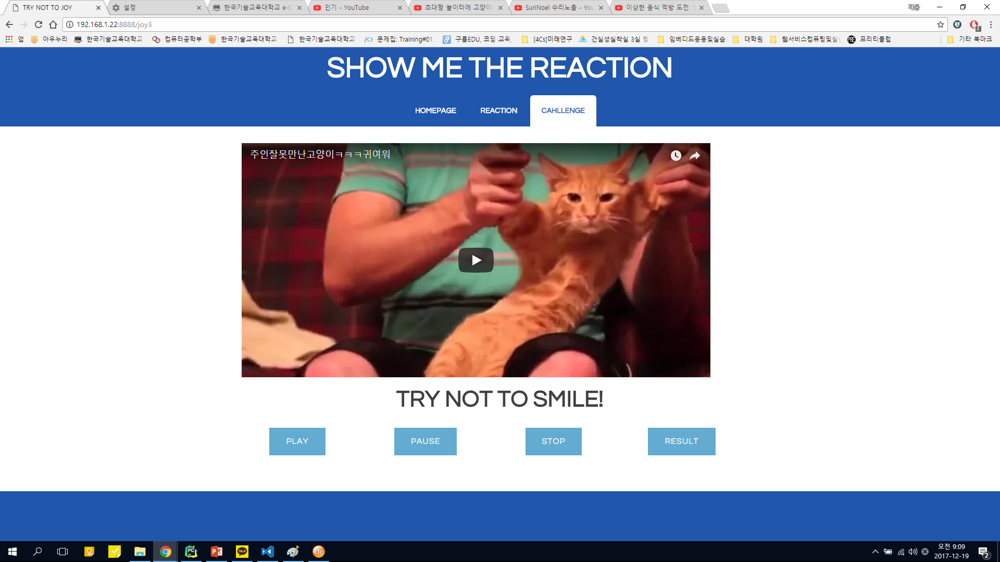 TRY NOT TO JOY
설정
한국기술교육대학교 e-C
인기 - YouTube
초대형 놀이터에 고양이
SuriNoel 수리노을 - You
이상한 음식 먹방 도전:
재윤
192.168.1.22:8888/joy3
2
앱
아우누리
한국기술교육대학교
컴퓨터공학부
한국기술교육대학교
한국기술교육대학교
문제집: Training#01.
구름EDU, 코딩 교육,
[4Cs]미래연구
건실성실착실 3실 정
임베디드응용및실습
대학원
웹서비스컴퓨팅및실습
프리티클럽
기타 북마크
SHOW ME THE REACTION
HOMEPAGE
REACTION
CAHLLENGE
주인잘못만난고양이ㅋㅋㅋ귀여워
TRY NOT TO SMILE!
PLAY
PAUSE
STOP
RESULT
PC
TALK
Oc
오전 9:09
2017-12-19
2